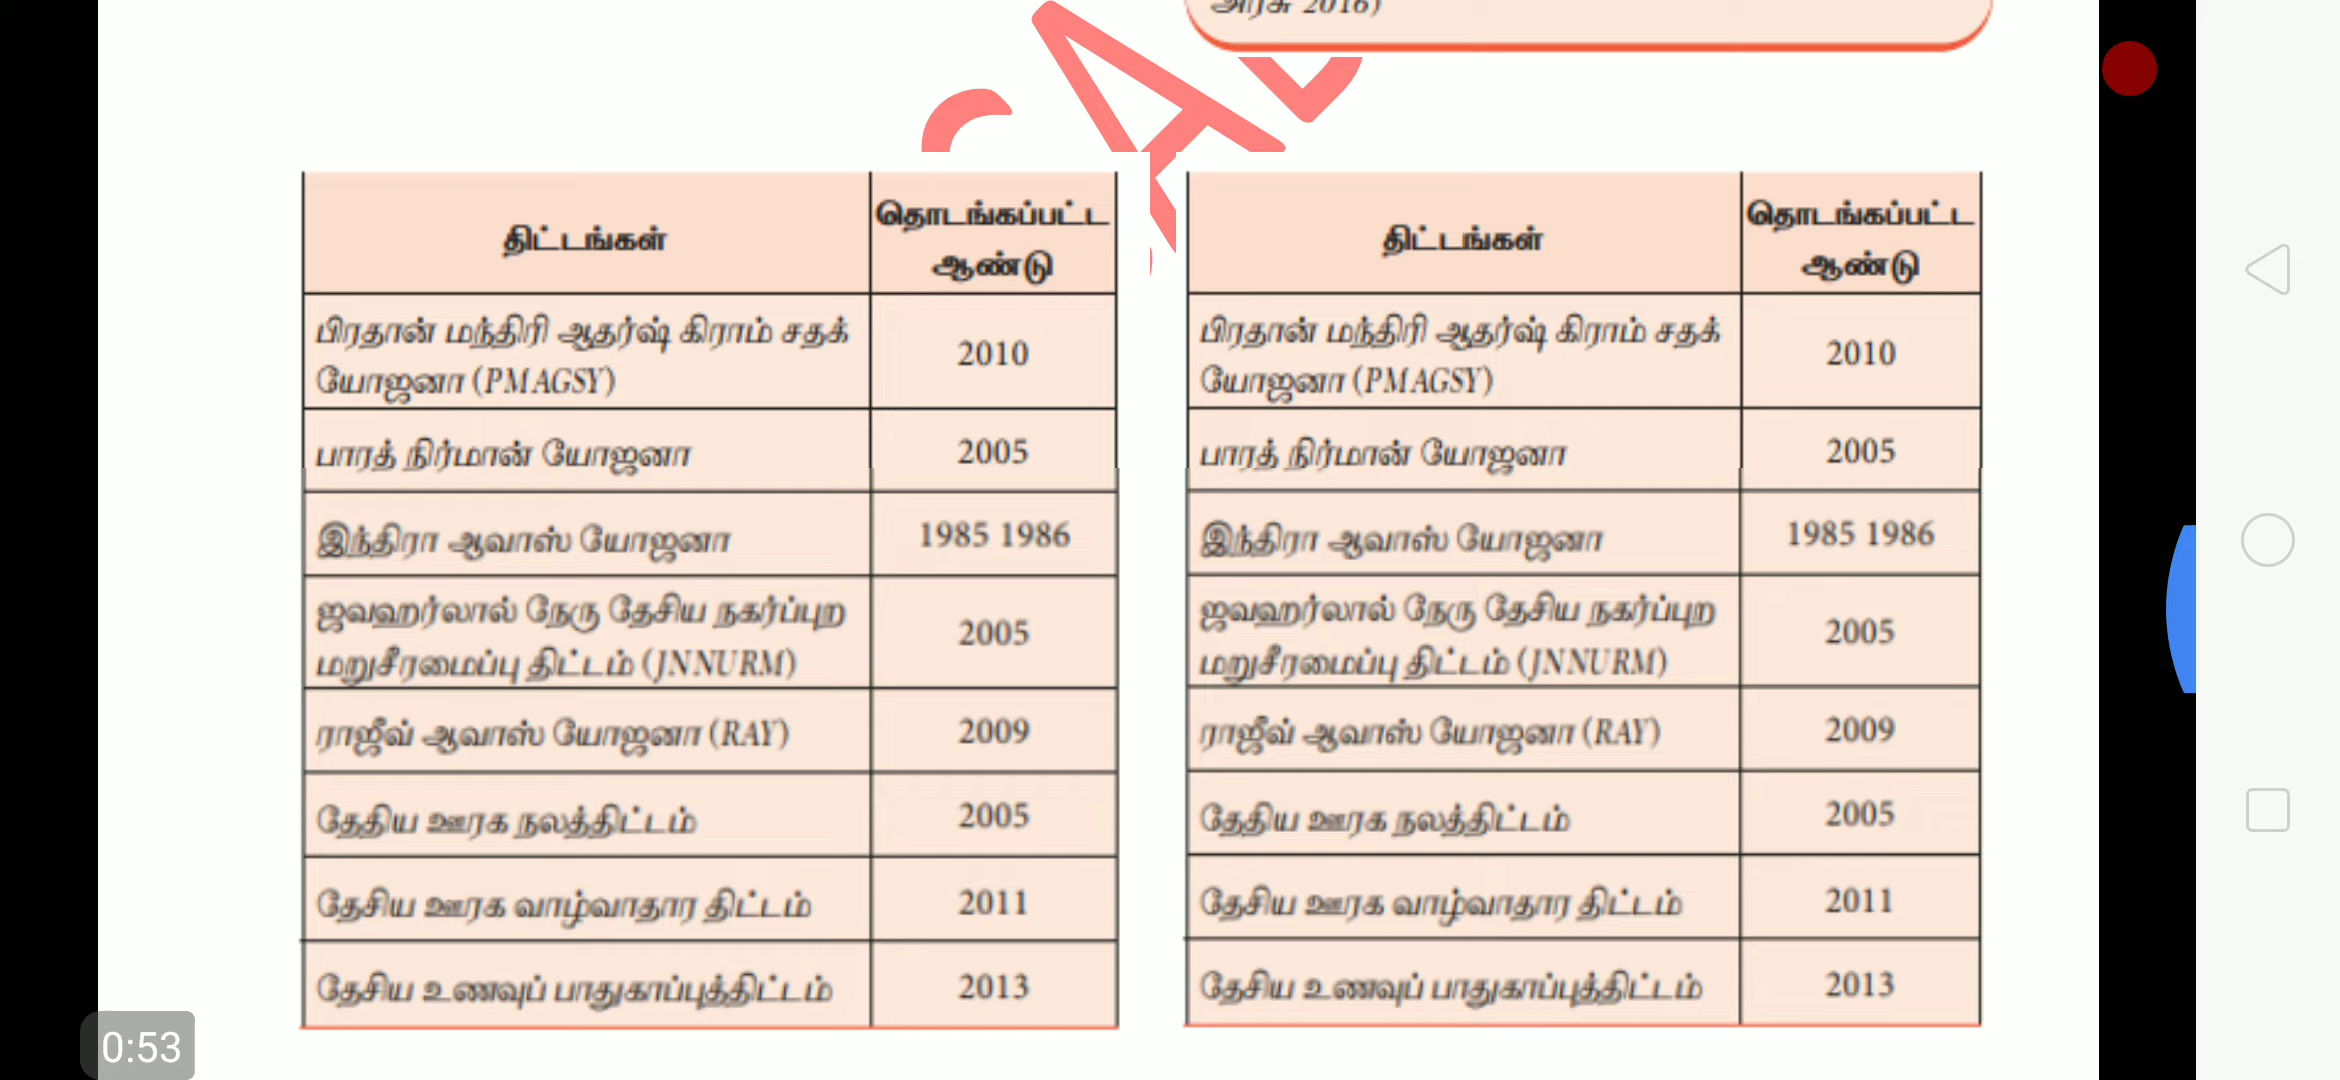 அரசு 2016)
திட்டங்கள்
தொடங்கப்பட்ட
ஆண்டு
பிரதான் மந்திரி ஆதர்ஷ் கிராம் சதக்
யோஜனா (PMAGSY)
2010
பாரத் நிர்மான் யோஜனா
2005
இந்திரா ஆவாஸ் யோஜனா
1985 1986
ஜவஹர்லால் நேரு தேசிய நகர்ப்புற
மறுசீரமைப்பு திட்டம் (JNNURM)
2005
ராஜீவ் ஆவாஸ் யோஜனா (RAY)
2009
தேதிய ஊரக நலத்திட்டம்
2005
தேசிய ஊரக வாழ்வாதார திட்டம்
2011
தேசிய உணவுப் பாதுகாப்புத்திட்டம்
2013
திட்டங்கள்
தொடங்கப்பட்ட
ஆண்டு
பிரதான் மந்திரி ஆதர்ஷ் கிராம் சதக்
யோஜனா (PMAGSY)
2010
பாரத் நிர்மான் யோஜனா
2005
இந்திரா ஆவாஸ் யோஜனா
1985 1986
ஜவஹர்லால் நேரு தேசிய நகர்ப்புற
மறுசீரமைப்பு திட்டம் (JNNURM)
2005
ராஜீவ் ஆவாஸ் யோஜனா (RAY)
2009
தேதிய ஊரக நலத்திட்டம்
2005
தேசிய ஊரக வாழ்வாதார திட்டம்
2011
தேசிய உணவுப் பாதுகாப்புத்திட்டம்
2013
0:53